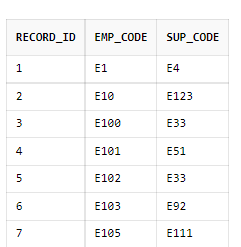 RECORD_ID EMP_CODE SUP_CODE
1 E1 E4
2 E10 E123
3 E100 E33
4 E101 E51
5 E102 E33
6 E103 E92
7 E105 E111